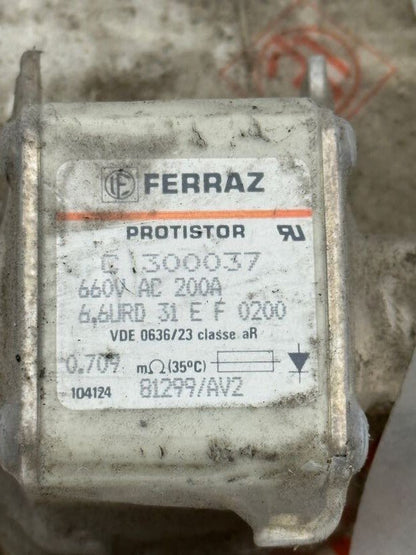 FERRAZ
PROTISTOR
C 300037
660V AC 200A
6.6URD 31 E F 0200
VDE 0636/23 classe aR
0.709 mΩ(35ºC)
104124 81299/AV2